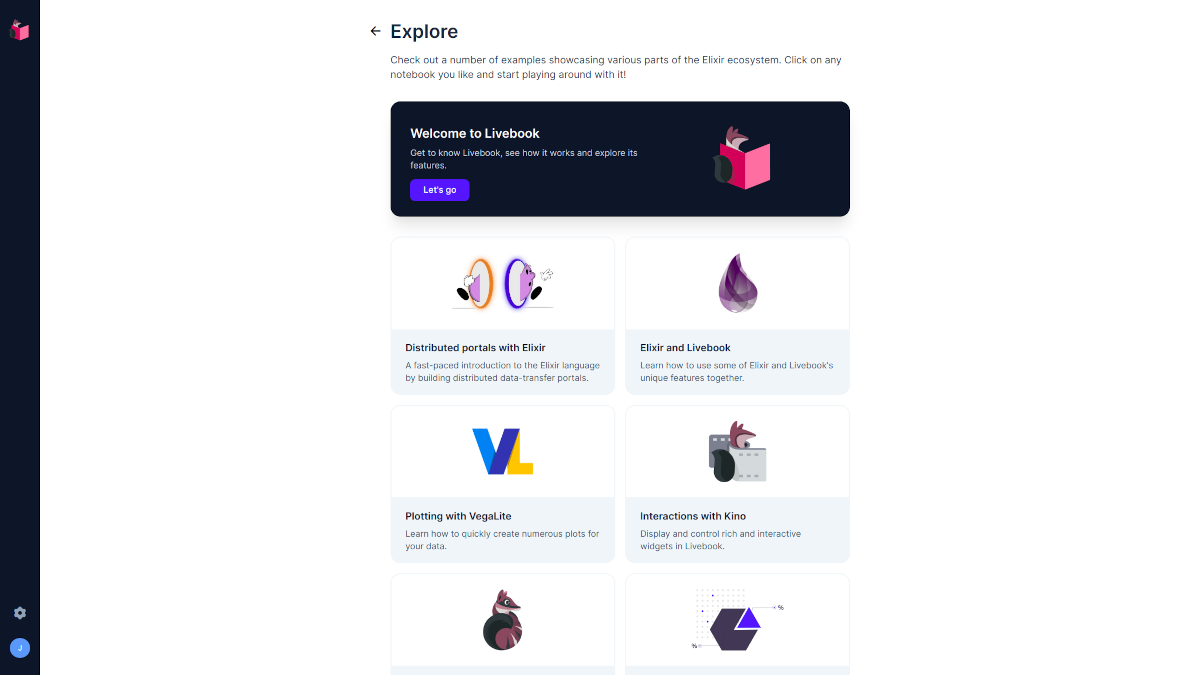 Explore
Check out a number of examples showcasing various parts of the Elixir ecosystem. Click on any
notebook you like and start playing around with it!
Welcome to Livebook
Get to know Livebook, see how it works and explore its
features.
Let's go
Distributed portals with Elixir
A fast-paced introduction to the Elixir language
by building distributed data-transfer portals.
Elixir and Livebook
Learn how to use some of Elixir and Livebook's
unique features together.
VL
Plotting with VegaLite
Learn how to quickly create numerous plots for
your data.
Interactions with Kino
Display and control rich and interactive
widgets in Livebook.
%
%
J